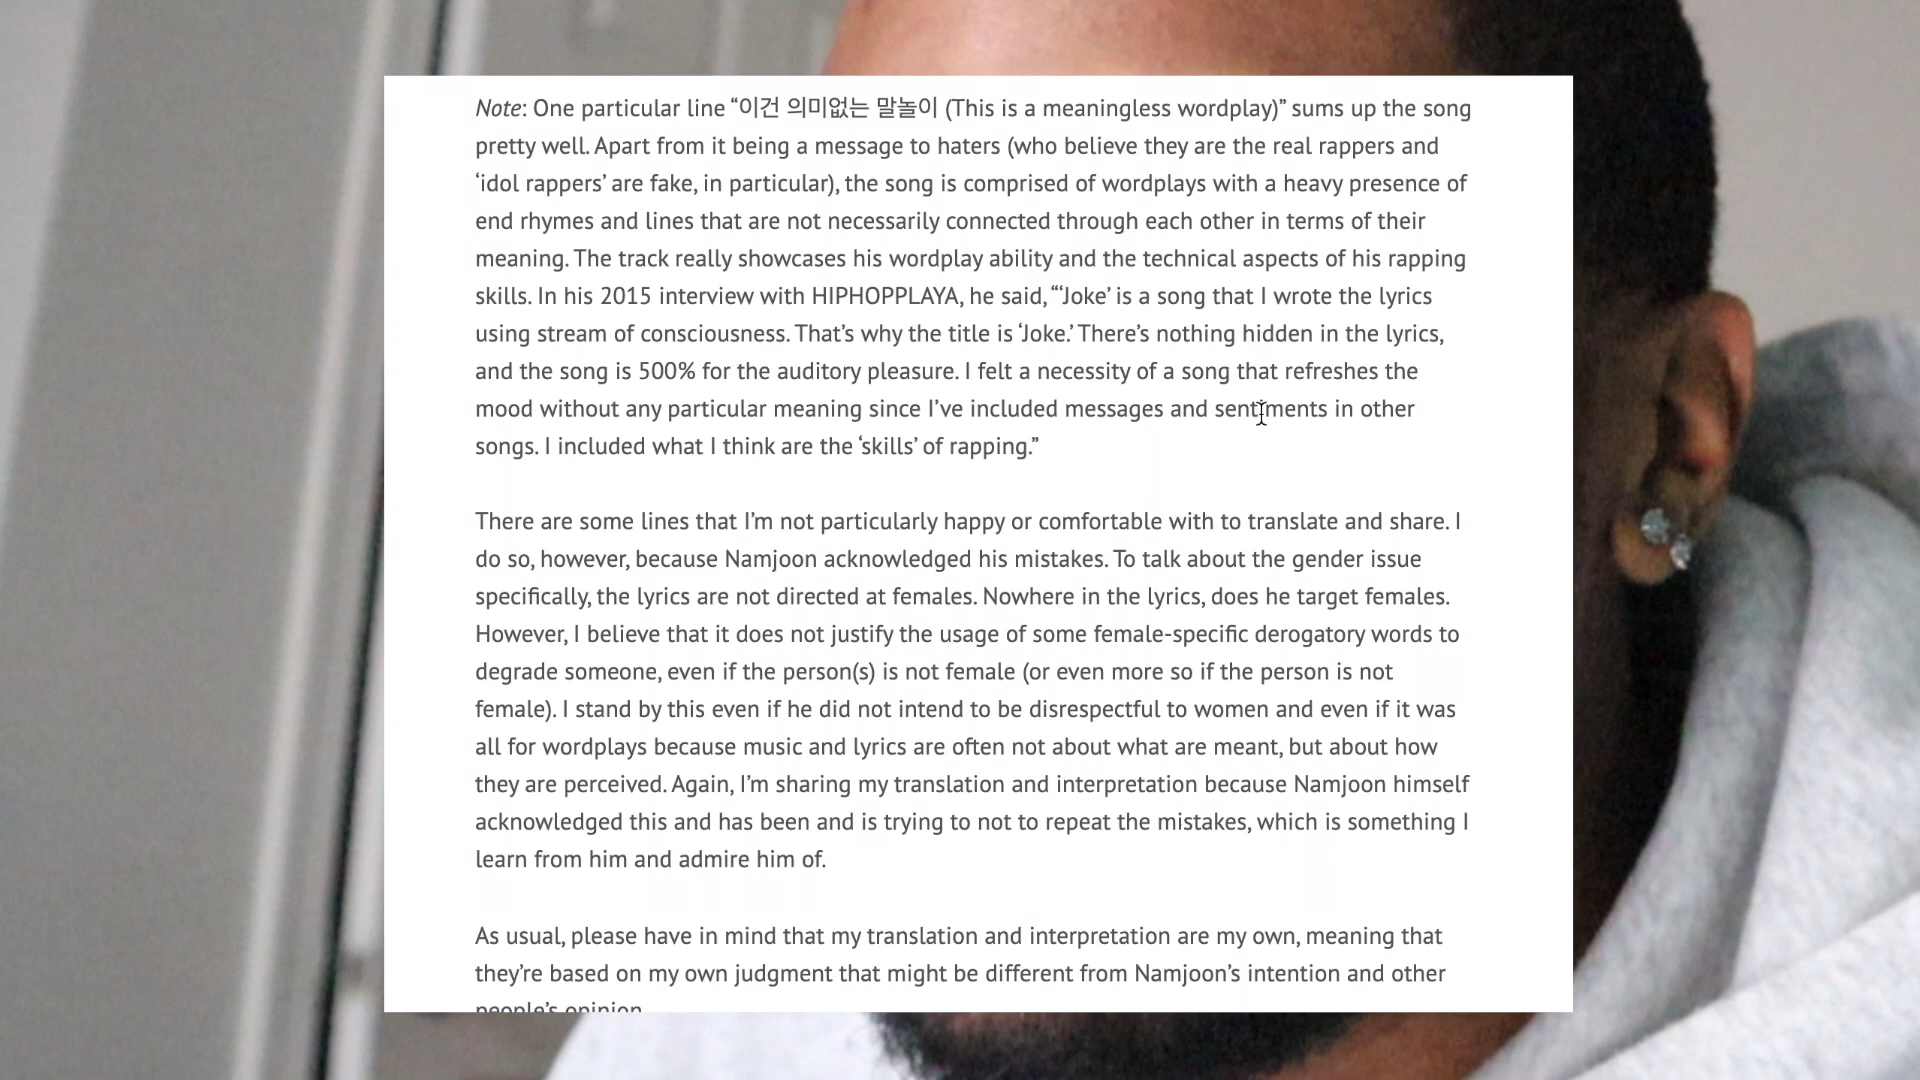 Note: One particular line “이건 의미없는 말놀이 (This is a meaningless wordplay)” sums up the song
pretty well. Apart from it being a message to haters (who believe they are the real rappers and
‘idol rappers’ are fake, in particular), the song is comprised of wordplays with a heavy presence of
end rhymes and lines that are not necessarily connected through each other in terms of their
meaning. The track really showcases his wordplay ability and the technical aspects of his rapping
skills. In his 2015 interview with HIPHOPPLAYA, he said, “‘Joke’ is a song that I wrote the lyrics
using stream of consciousness. That’s why the title is ‘Joke.’ There’s nothing hidden in the lyrics,
and the song is 500% for the auditory pleasure. I felt a necessity of a song that refreshes the
mood without any particular meaning since I’ve included messages and sentiments in other
songs. I included what I think are the ‘skills’ of rapping.”
There are some lines that I’m not particularly happy or comfortable with to translate and share. I
do so, however, because Namjoon acknowledged his mistakes. To talk about the gender issue
specifically, the lyrics are not directed at females. Nowhere in the lyrics, does he target females.
However, I believe that it does not justify the usage of some female-specific derogatory words to
degrade someone, even if the person(s) is not female (or even more so if the person is not
female). I stand by this even if he did not intend to be disrespectful to women and even if it was
all for wordplays because music and lyrics are often not about what are meant, but about how
they are perceived. Again, I’m sharing my translation and interpretation because Namjoon himself
acknowledged this and has been and is trying to not to repeat the mistakes, which is something I
learn from him and admire him of.
As usual, please have in mind that my translation and interpretation are my own, meaning that
they’re based on my own judgment that might be different from Namjoon’s intention and other
people’s opinion.